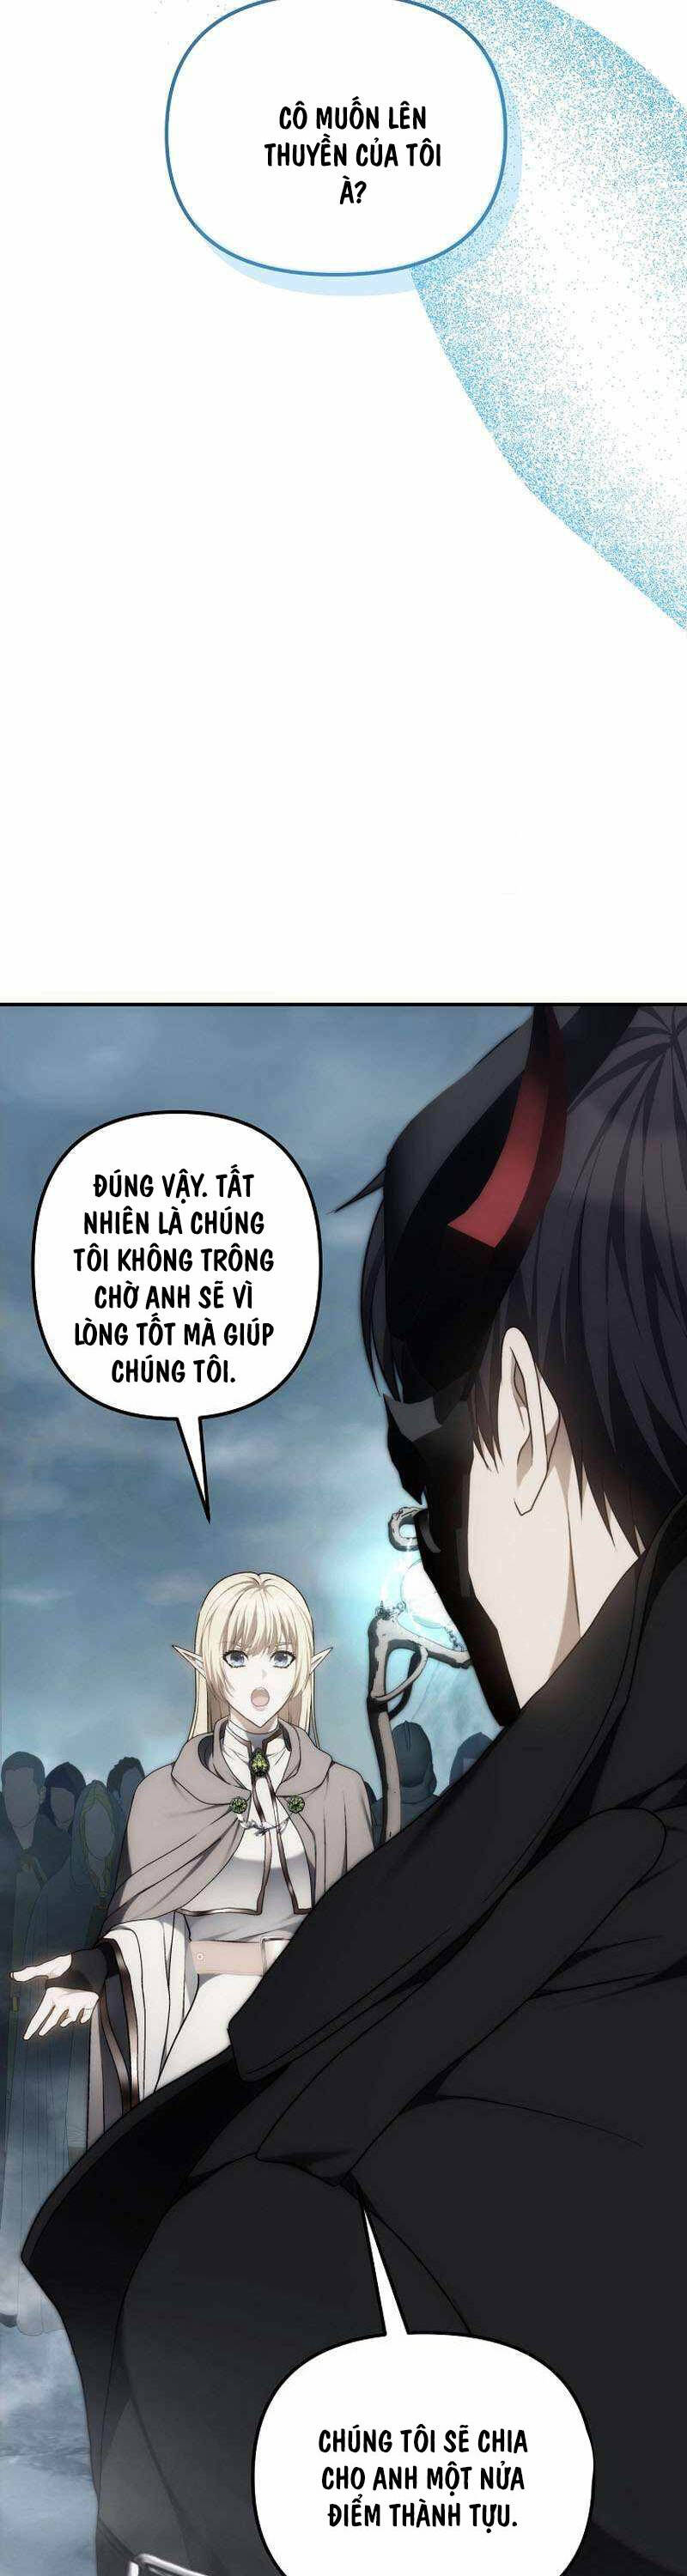 CÔ MUỐN LÊN
THUYỀN CỦA TÔI
À?
ĐÚNG VẬY. TẤT
NHIÊN LÀ CHÚNG
TÔI KHÔNG TRÔNG
CHỜ ANH SẼ VÌ
LÒNG TỐT MÀ GIÚP
CHÚNG TÔI.
CHÚNG TÔI SẼ CHIA
CHO ANH MỘT NỬA
ĐIỂM THÀNH TỰU.